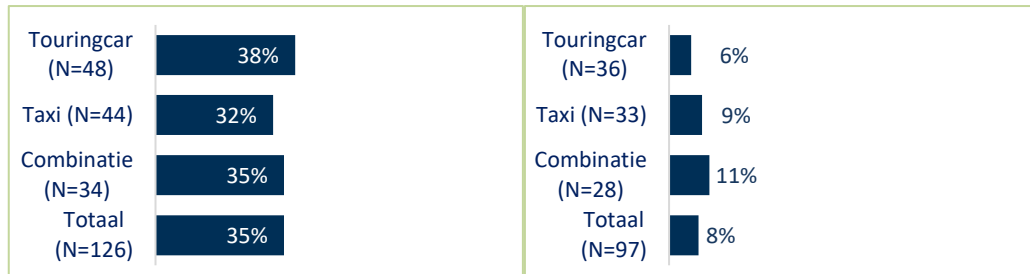 Touringcar
(N=48)
38%
Taxi (N=44)
32%
Combinatie
(N=34)
35%
Totaal
(N=126)
35%
Touringcar
(N=36)
6%
Taxi (N=33)
9%
Combinatie
(N=28)
11%
Totaal
(N=97)
8%